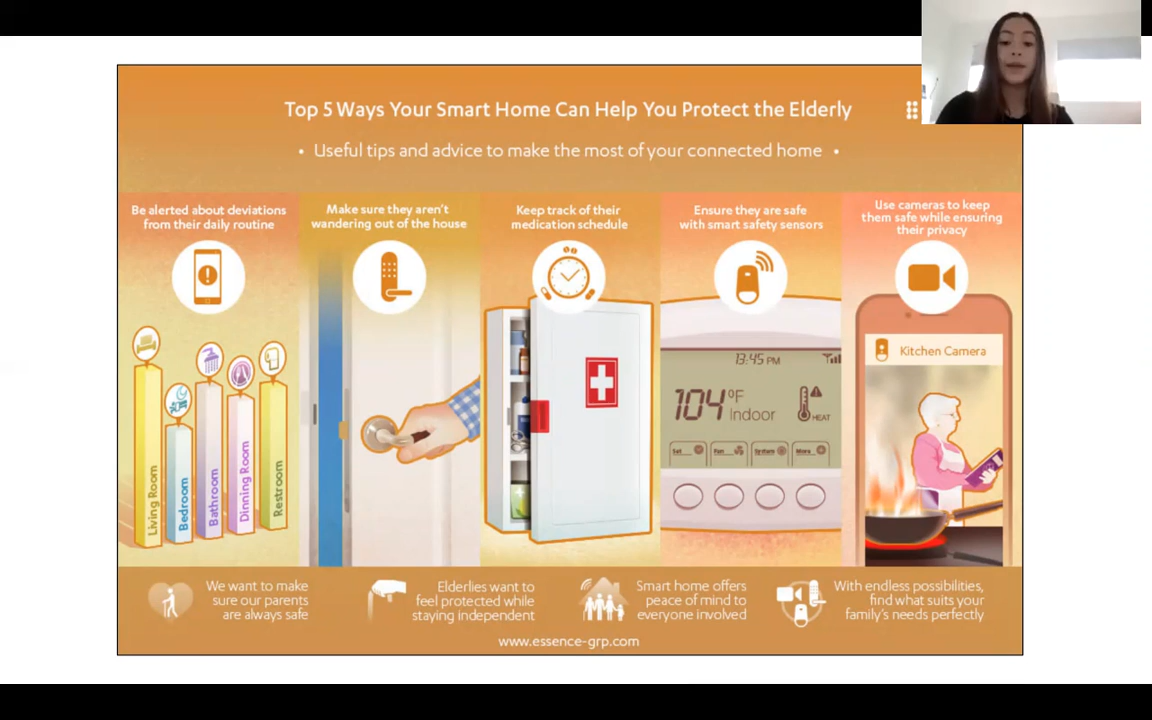 Top 5 Ways Your Smart Home Can Help You Protect the Elderly
• Useful tips and advice to make the most of your connected home •
Be alerted about deviations
from their daily routine
Make sure they aren't
wandering out of the house
Keep track of their
medication schedule
Ensure they are safe
with smart safety sensors
Use cameras to keep
them safe while ensuring
their privacy
Living Room
Bedroom
Bathroom
Dinning Room
Restroom
13:45 PM
104 °F
Indoor
HEAT
Set
Fan
System
More
Kitchen Camera
We want to make
sure our parents
are always safe
Elderlies want to
feel protected while
staying independent
Smart home offers
peace of mind to
everyone involved
With endless possibilities,
find what suits your
family's needs perfectly
www.essence-grp.com